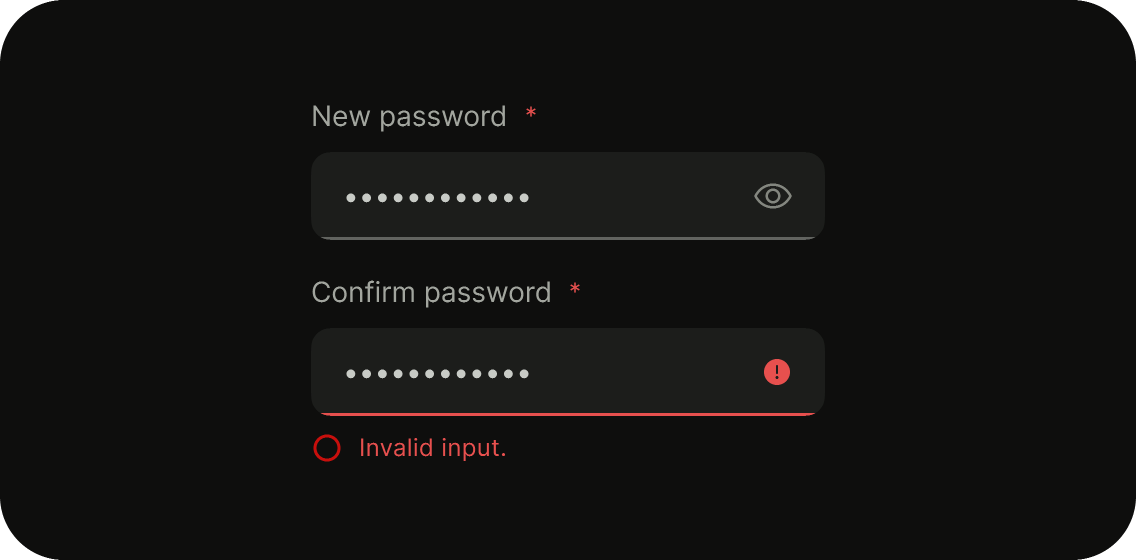 New password *
••••••••••••
Confirm password *
••••••••••••
Invalid input.